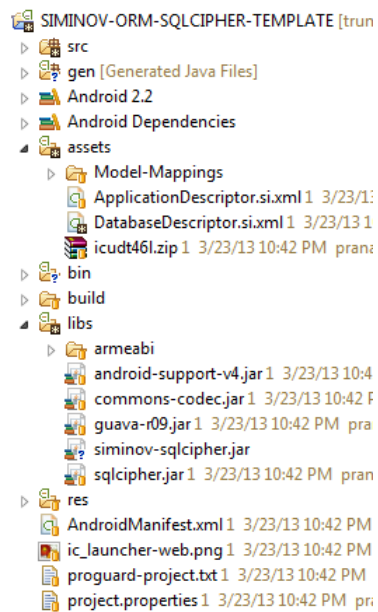 SIMINOV-ORM-SQLCIPHER-TEMPLATE [trun
src
gen [Generated Java Files]
Android 2.2
Android Dependencies
assets
Model-Mappings
ApplicationDescriptor.si.xml 1 3/23/13
DatabaseDescriptor.si.xml 1 3/23/13 1
icudt46l.zip 1 3/23/13 10:42 PM prana
bin
build
libs
armeabi
android-support-v4.jar 1 3/23/13 10:4
commons-codec.jar 1 3/23/13 10:42 P
guava-r09.jar 1 3/23/13 10:42 PM pra
siminov-sqlcipher.jar
sqlcipher.jar 1 3/23/13 10:42 PM pran
res
AndroidManifest.xml 1 3/23/13 10:42 PM
ic_launcher-web.png 1 3/23/13 10:42 PM
proguard-project.txt 1 3/23/13 10:42 PM
project.properties 1 3/23/13 10:42 PM pra